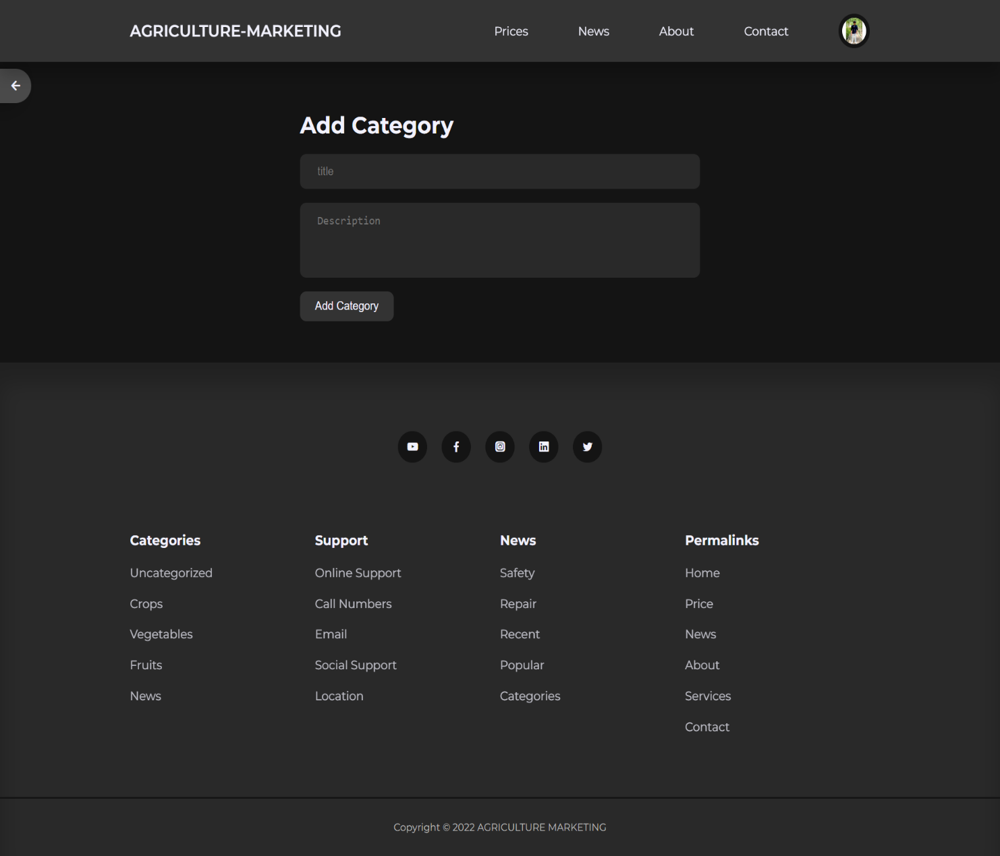 AGRICULTURE-MARKETING
Prices
News
About
Contact
Add Category
title
Description
Add Category
Categories
Uncategorized
Crops
Vegetables
Fruits
News
Support
Online Support
Call Numbers
Email
Social Support
Location
News
Safety
Repair
Recent
Popular
Categories
Permalinks
Home
Price
News
About
Services
Contact
Copyright © 2022 AGRICULTURE MARKETING